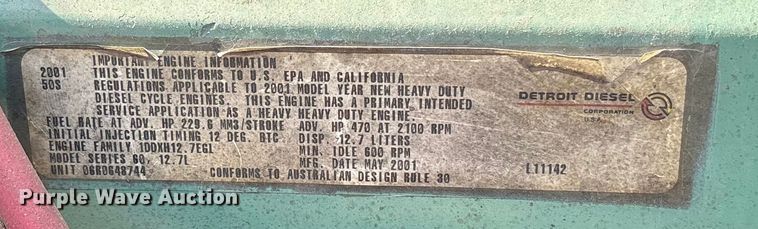 IMPORTANT ENGINE INFORMATION
2001 THIS ENGINE CONFORMS TO U.S. EPA AND CALIFORNIA
50S REGULATIONS APPLICABLE TO 2001 MODEL YEAR NEW HEAVY DUTY
DIESEL CYCLE ENGINES. THIS ENGINE HAS A PRIMARY INTENDED
SERVICE APPLICATION AS A HEAVY HEAVY DUTY ENGINE.
FUEL RATE AT ADV. HP 229.6 MM3/STROKE ADV. HP 470 AT 2100 RPM
INITIAL INJECTION TIMING 12 DEG. BTC. DISP. 12.7 LITERS
ENGINE FAMILY 1DDXH12.7EGL MIN. IDLE 600 RPM
MODEL SERIES 60, 12.7L MFG. DATE MAY 2001
UNIT 06R0648744 CONFORMS TO AUSTRALIAN DESIGN RULE 30
DETROIT DIESEL
CORPORATION
U.S.A.
L11142
Purple Wave Auction